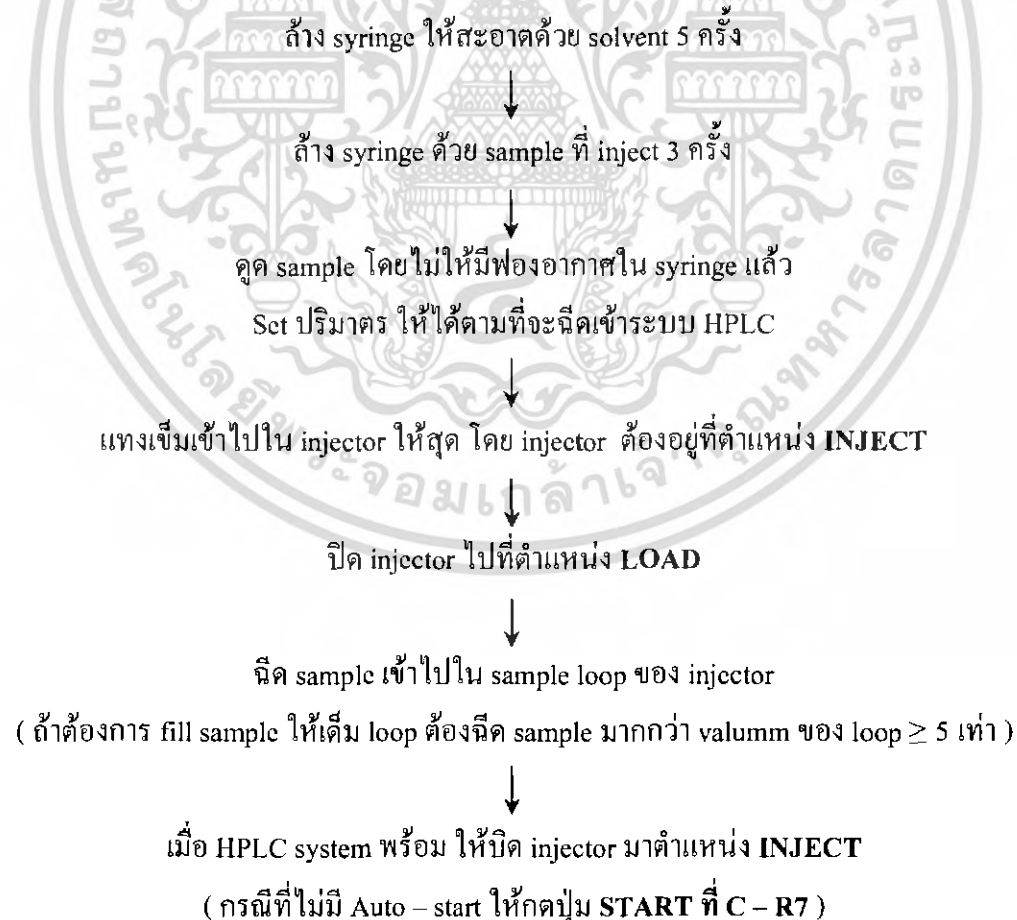 ล้าง syringe ให้สะอาดด้วย solvent 5 ครั้ง
ล้าง syringe ด้วย sample ที่ inject 3 ครั้ง
ดูด sample โดยไม่ให้มีฟองอากาศใน syringe แล้ว
Set ปริมาตร ให้ได้ตามที่จะฉีดเข้าระบบ HPLC
แทงเข็มเข้าไปใน injector ให้สุด โดย injector ต้องอยู่ที่ตำแหน่ง INJECT
ปิด injector ไปที่ตำแหน่ง LOAD
ฉีด sample เข้าไปใน sample loop ของ injector
( ถ้าต้องการ fill sample ให้เต็ม loop ต้องฉีด sample มากกว่า valumm ของ loop ≥ 5 เท่า )
เมื่อ HPLC system พร้อม ให้บิด injector มาตำแหน่ง INJECT
( กรณีที่ไม่มี Auto – start ให้กดปุ่ม START ที่ C – R7 )